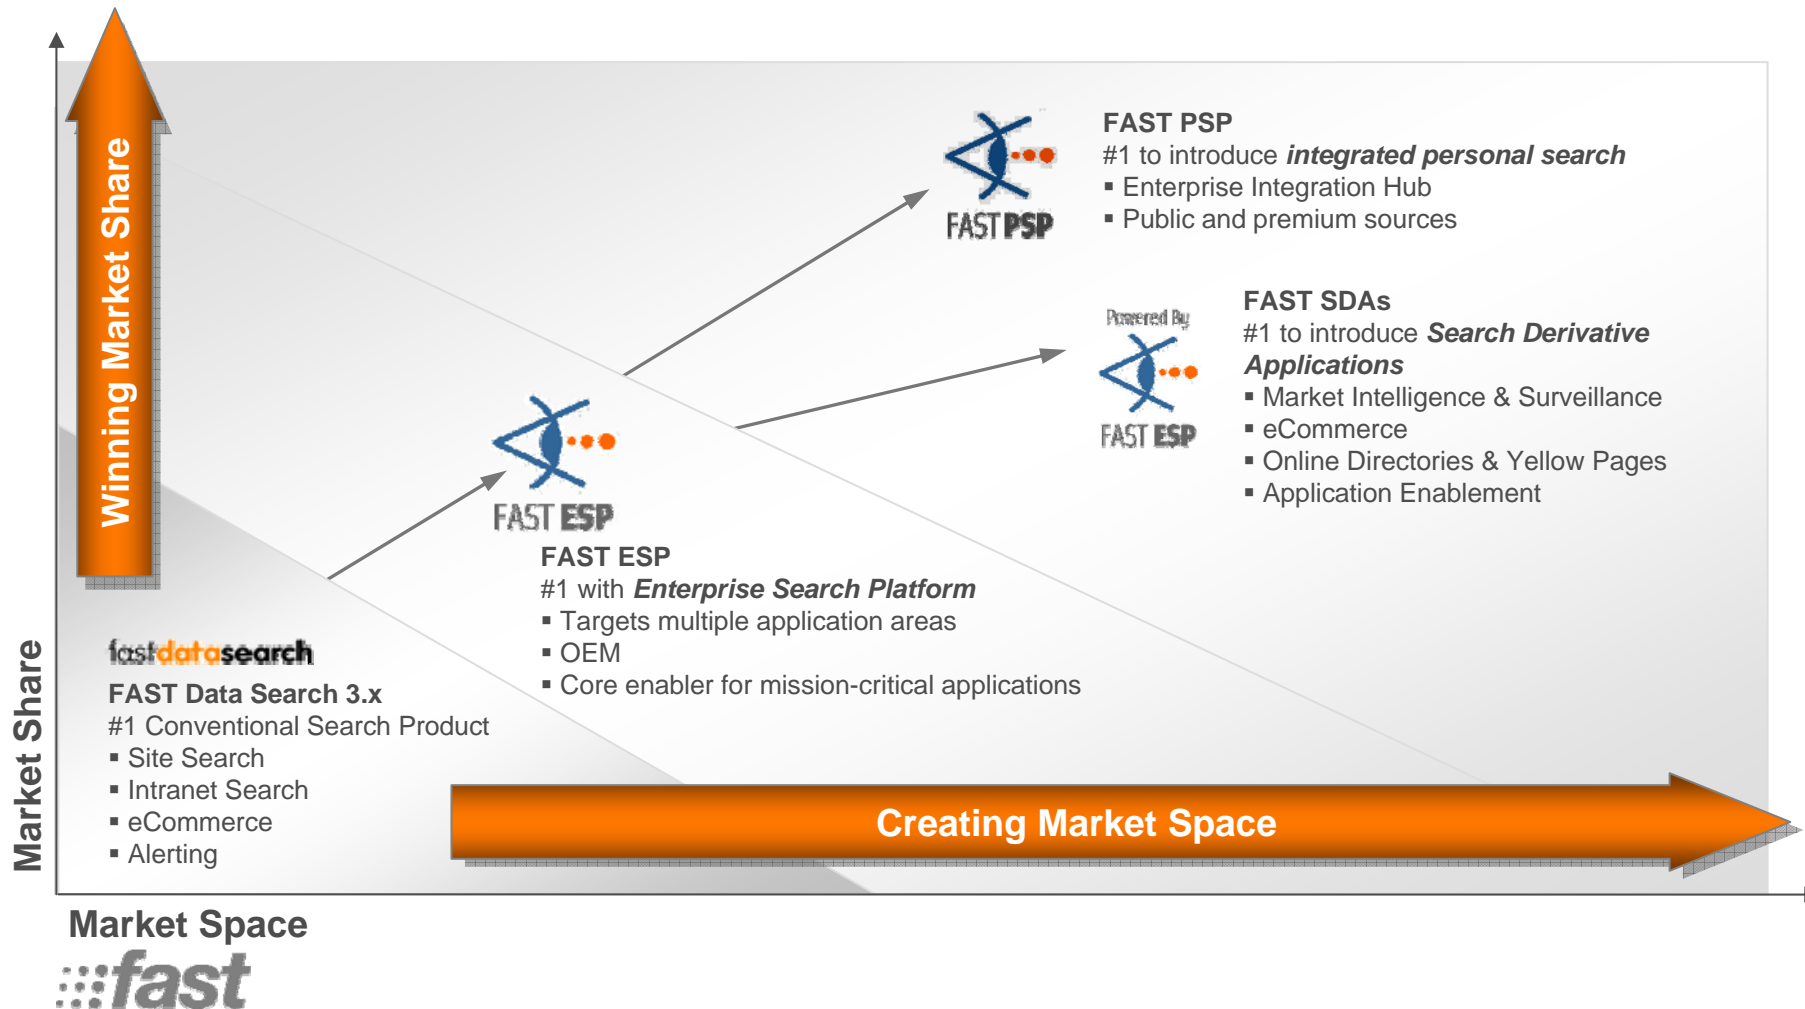 Winning Market Share
Market Share
FAST PSP
FAST PSP
#1 to introduce integrated personal search
▪ Enterprise Integration Hub
▪ Public and premium sources
Powered By
FAST ESP
FAST SDAs
#1 to introduce Search Derivative
Applications
▪ Market Intelligence & Surveillance
▪ eCommerce
▪ Online Directories & Yellow Pages
▪ Application Enablement
FAST ESP
FAST ESP
#1 with Enterprise Search Platform
▪ Targets multiple application areas
▪ OEM
▪ Core enabler for mission-critical applications
fastdatasearch
FAST Data Search 3.x
#1 Conventional Search Product
▪ Site Search
▪ Intranet Search
▪ eCommerce
▪ Alerting
Creating Market Space
Market Space
fast